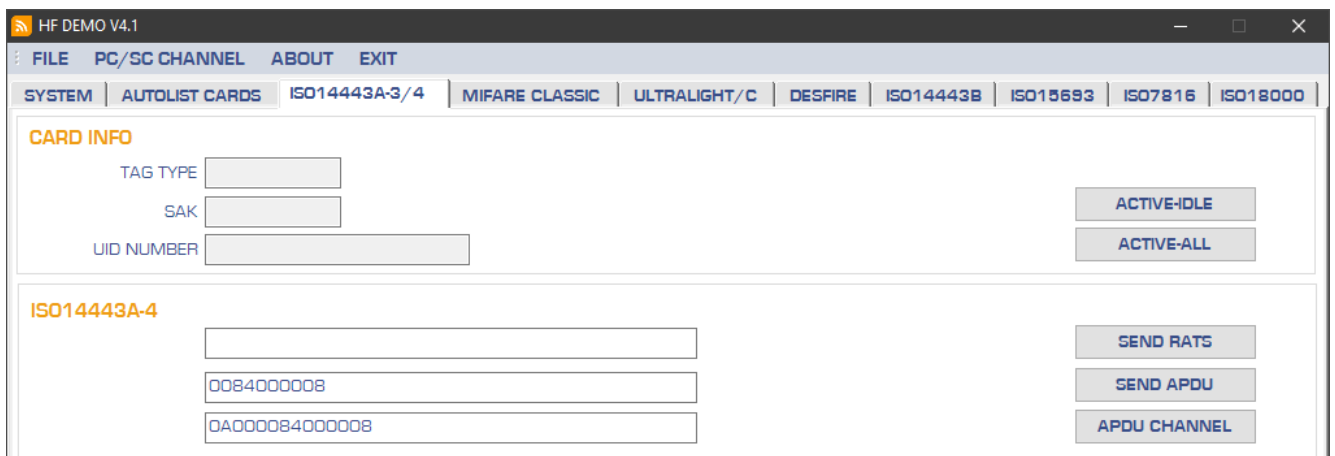 HF DEMO V4.1
FILE PC/SC CHANNEL ABOUT EXIT
SYSTEM AUTOLIST CARDS ISO14443A-3/4 MIFARE CLASSIC ULTRALIGHT/C DESFIRE ISO14443B ISO15693 ISO7816 ISO18000
CARD INFO
TAG TYPE
SAK
ACTIVE-IDLE
UID NUMBER
ACTIVE-ALL
ISO14443A-4
SEND RATS
0084000008 SEND APDU
0A000084000008 APDU CHANNEL